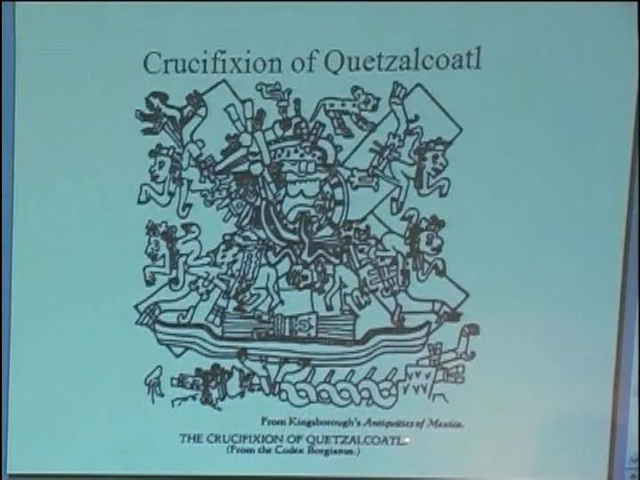 Crucifixion of Quetzalcoatl
From Kingsborough's Antiquities of Mexico.
THE CRUCIFIXION OF QUETZALCOATL.
(From the Codex Borgianus.)